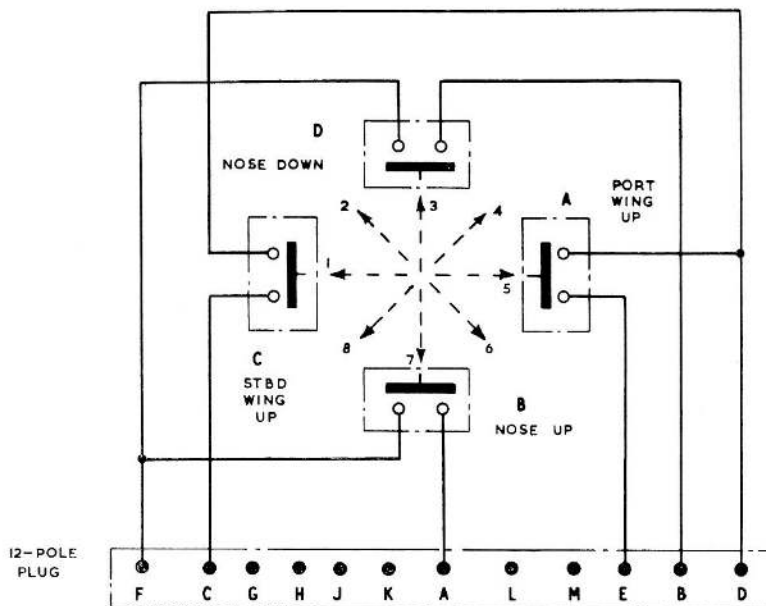 D
NOSE DOWN
A
PORT
WING
UP
2
3
4
1
5
8
7
6
C
STBD
WING
UP
B
NOSE UP
12-POLE
PLUG
F C G H J K A L M E B D